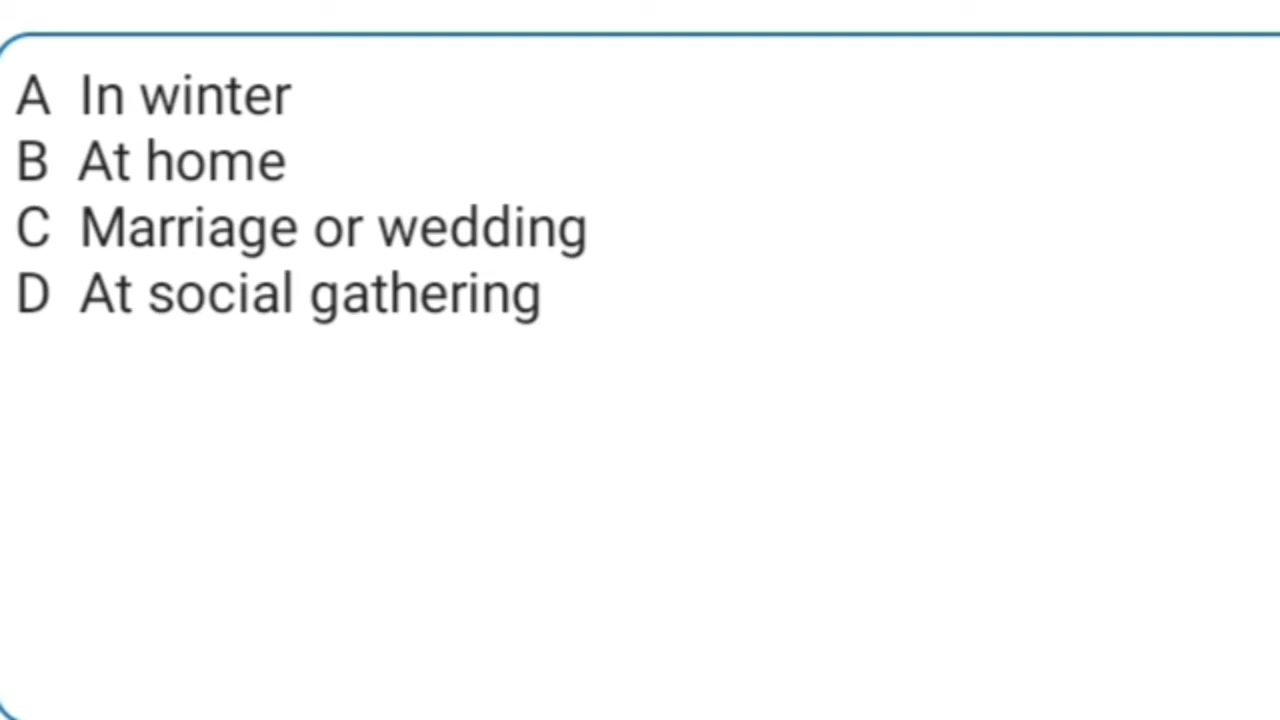 A In winter
B At home
C Marriage or wedding
D At social gathering